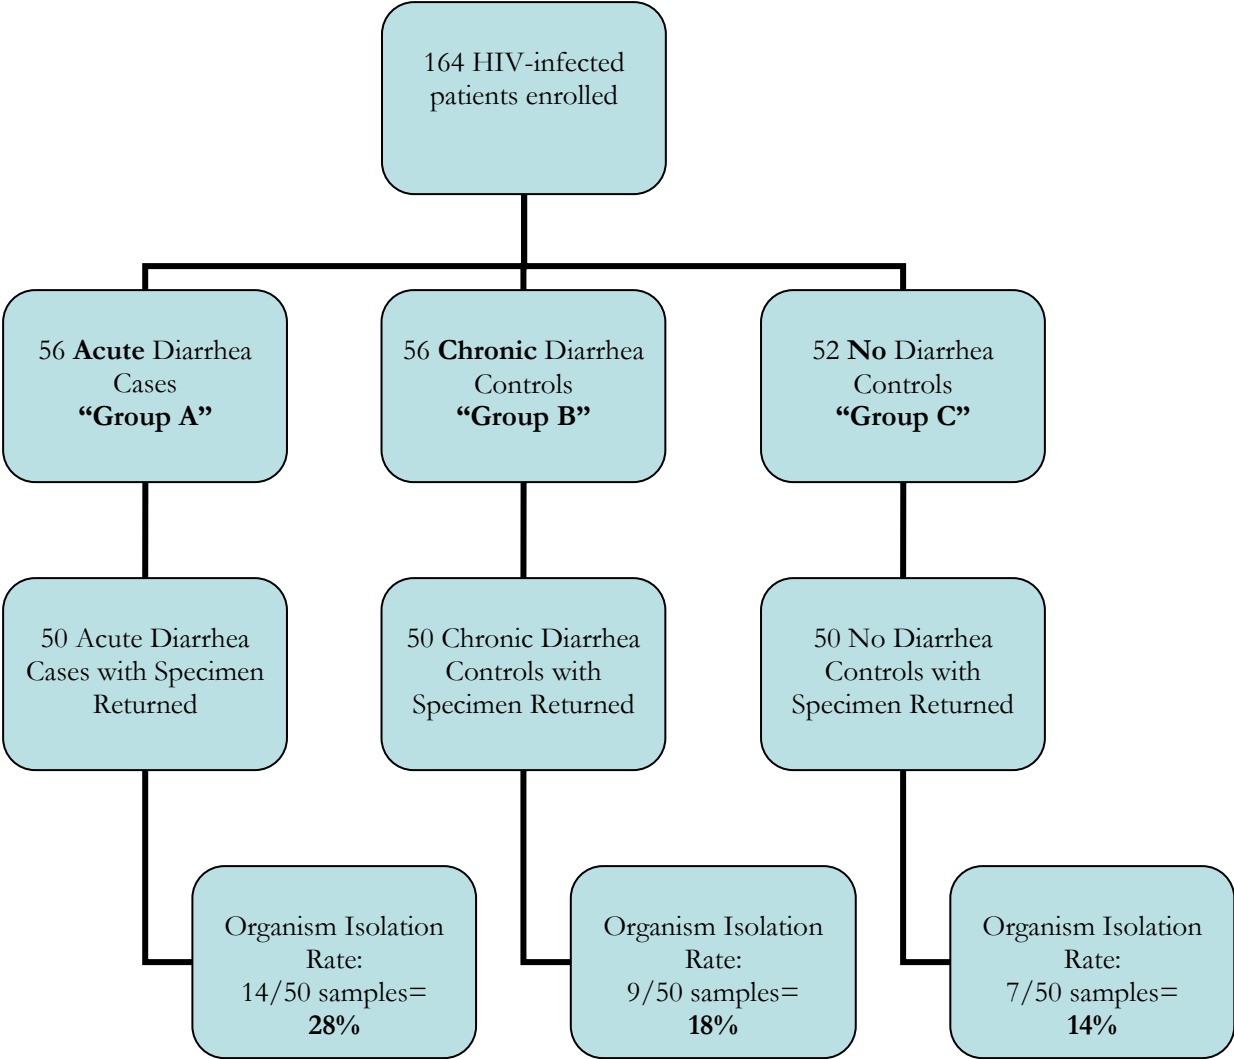 164 HIV-infected
patients enrolled
56 Acute Diarrhea
Cases
“Group A”
56 Chronic Diarrhea
Controls
“Group B”
52 No Diarrhea
Controls
“Group C”
50 Acute Diarrhea
Cases with Specimen
Returned
50 Chronic Diarrhea
Controls with
Specimen Returned
50 No Diarrhea
Controls with
Specimen Returned
Organism Isolation
Rate:
14/50 samples=
28%
Organism Isolation
Rate:
9/50 samples=
18%
Organism Isolation
Rate:
7/50 samples=
14%